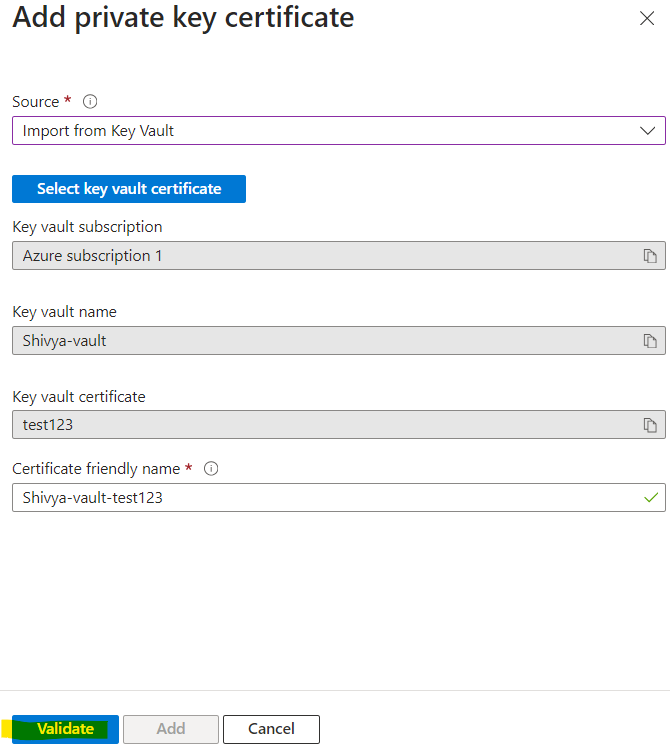 Add private key certificate
Source *
Import from Key Vault
Select key vault certificate
Key vault subscription
Azure subscription 1
Key vault name
Shivya-vault
Key vault certificate
test123
Certificate friendly name *
Shivya-vault-test123
Validate Add Cancel